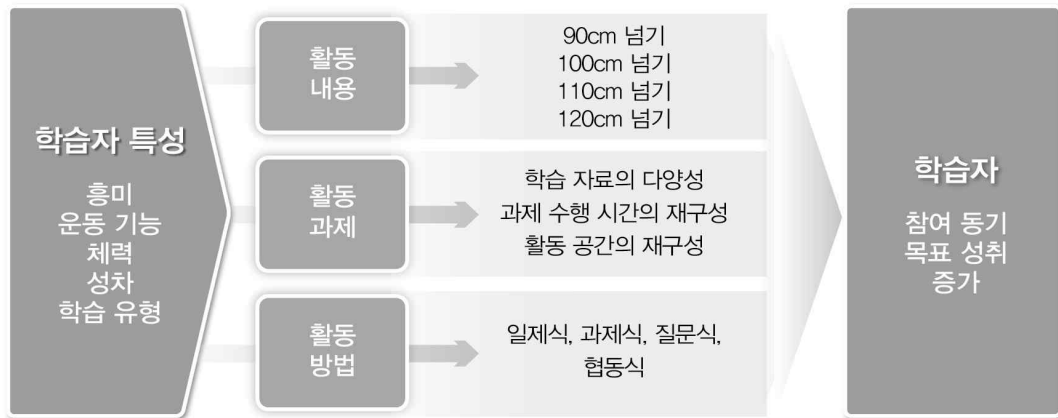 학습자 특성
흥미
운동 기능
체력
성차
학습 유형
활동
내용
90cm 넘기
100cm 넘기
110cm 넘기
120cm 넘기
활동
과제
학습 자료의 다양성
과제 수행 시간의 재구성
활동 공간의 재구성
활동
방법
일제식, 과제식, 질문식,
협동식
학습자
참여 동기
목표 성취
증가